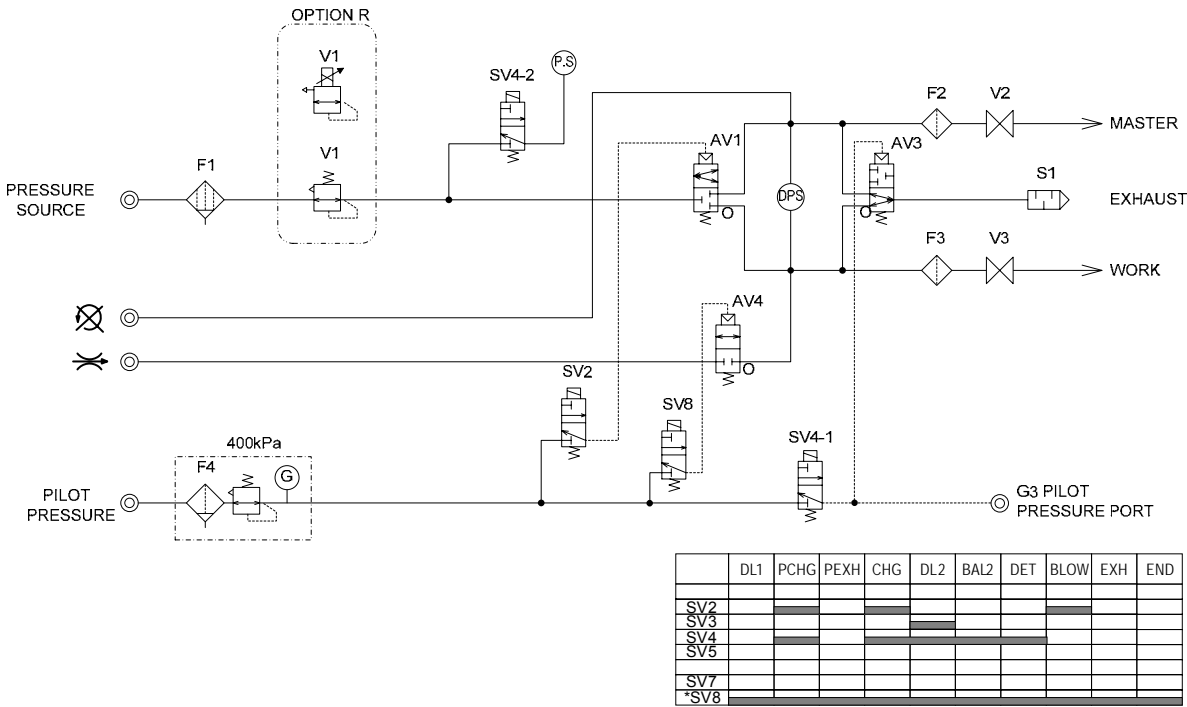 OPTION R
V1
SV4-2
P.S
F2
V2
MASTER
AV1
AV3
V1
F1
PRESSURE
SOURCE
DPS
S1
EXHAUST
F3
V3
WORK
AV4
SV2
SV8
SV4-1
400kPa
F4
G
PILOT
PRESSURE
G3 PILOT
PRESSURE PORT
DL1 PCHG PEXH CHG DL2 BAL2 DET BLOW EXH END
SV2
SV3
SV4
SV5
SV7
*SV8